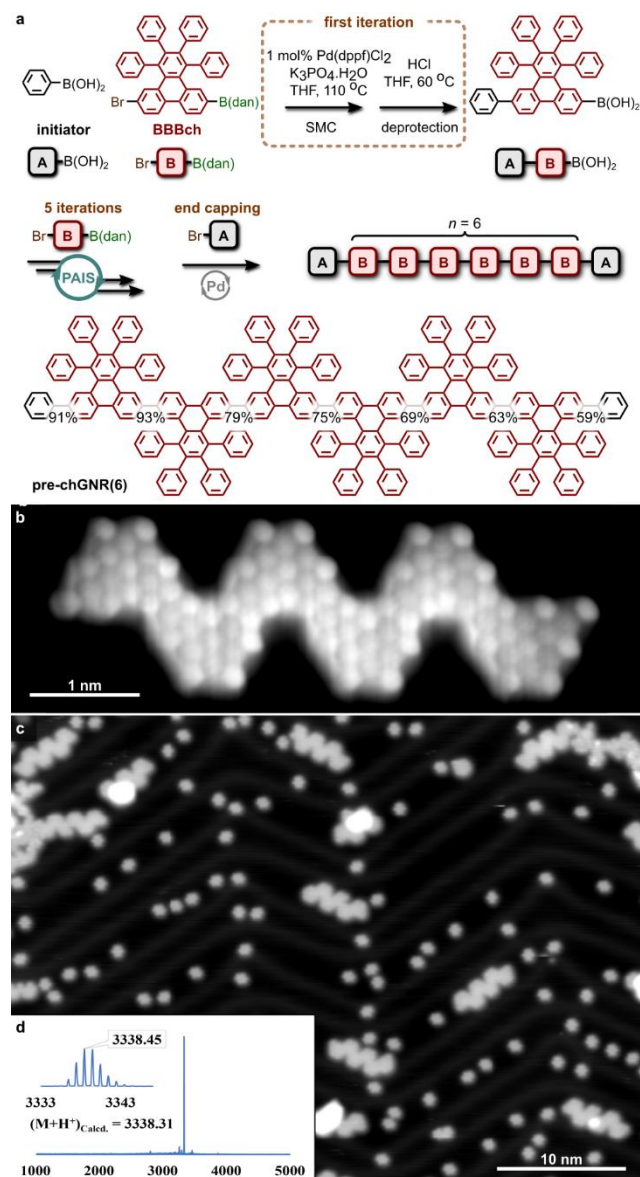 a
first iteration
1 mol% Pd(dppf)Cl2
K3PO4.H2O
THF, 110 oC
SMC
HCl
THF, 60 OC
deprotection
B(OH)2
Br
B(dan)
B(OH)2
initiator
BBBch
A B(OH)2
Br B B(dan)
A B B(OH)2
5 iterations
end capping
Br B B(dan)
Br A
n = 6
PAIS
Pd
A B B B B B B A
91% 93% 79% 75% 69% 63% 59%
pre-chGNR(6)
b
1 nm
c
d
3338.45
3333 3343
(M+H+)Calcd. = 3338.31
1000 2000 3000 4000 5000
10 nm